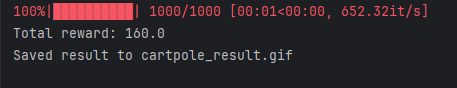 100%|██████████| 1000/1000 [00:01<00:00, 652.32it/s]
Total reward: 160.0
Saved result to cartpole_result.gif